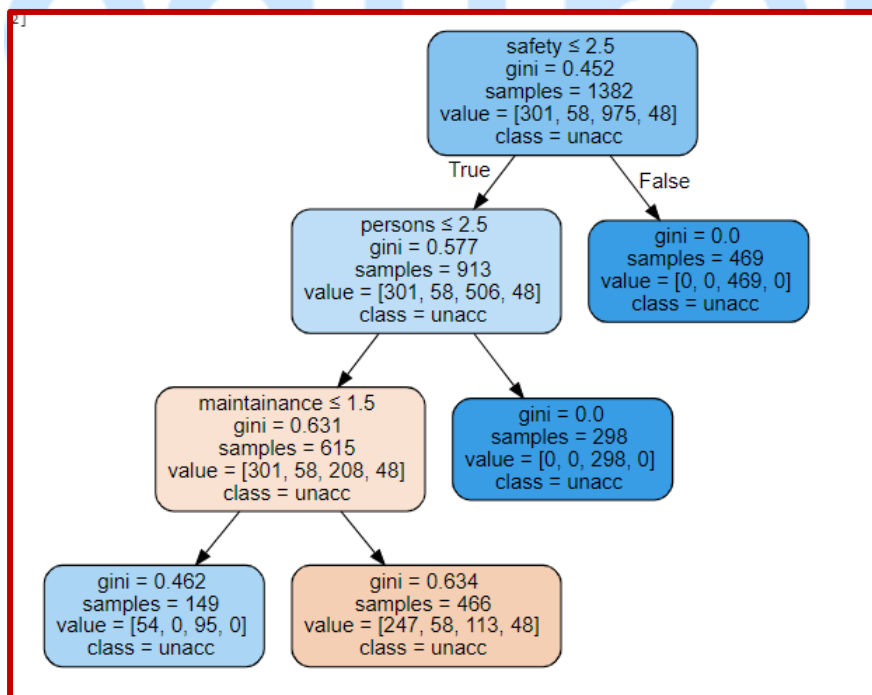 2]
safety ≤ 2.5
gini = 0.452
samples = 1382
value = [301, 58, 975, 48]
class = unacc
True
False
persons ≤ 2.5
gini = 0.577
samples = 913
value = [301, 58, 506, 48]
class = unacc
gini = 0.0
samples = 469
value = [0, 0, 469, 0]
class = unacc
maintainance ≤ 1.5
gini = 0.631
samples = 615
value = [301, 58, 208, 48]
class = unacc
gini = 0.0
samples = 298
value = [0, 0, 298, 0]
class = unacc
gini = 0.462
samples = 149
value = [54, 0, 95, 0]
class = unacc
gini = 0.634
samples = 466
value = [247, 58, 113, 48]
class = unacc